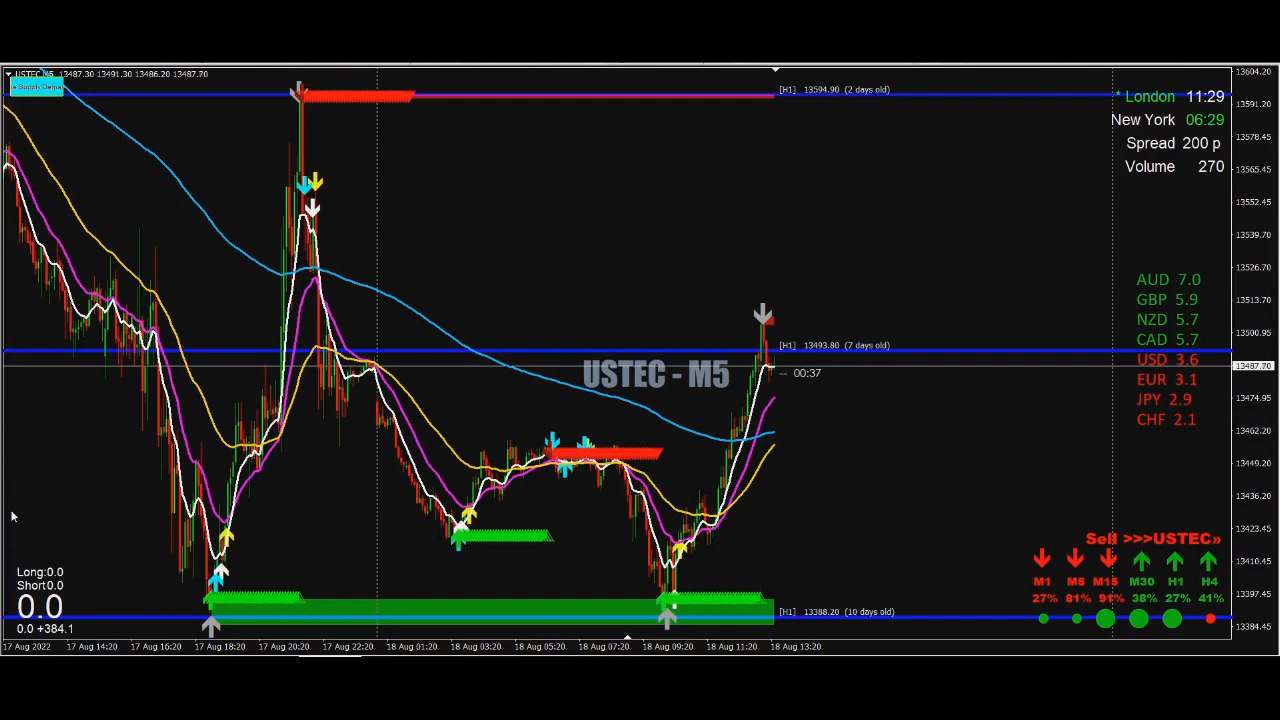 USTEC,M5 13487.30 13491.30 13486.20 13487.70
e Supply Dema
[H1] 13594.90 (2 days old)
* London 11:29
New York 06:29
Spread 200 p
Volume 270
[H1] 13493.80 (7 days old)
USTEC - M5
00:37
AUD 7.0
GBP 5.9
NZD 5.7
CAD 5.7
USD 3.6
EUR 3.1
JPY 2.9
CHF 2.1
13604.20
13591.20
13578.45
13565.45
13552.45
13539.70
13526.70
13513.70
13500.95
13487.70
13474.95
13462.20
13449.20
13436.20
13423.45
13410.45
13397.45
13384.45
Sell >>>USTEC»
M1 M5 M15 M30 H1 H4
27% 81% 91% 38% 27% 41%
Long:0.0
Short:0.0
0.0
0.0 +384.1
[H1] 13388.20 (10 days old)
17 Aug 2022 17 Aug 14:20 17 Aug 16:20 17 Aug 18:20 17 Aug 20:20 17 Aug 22:20 18 Aug 03:20 18 Aug 05:20 18 Aug 07:20 18 Aug 09:20 18 Aug 11:20 18 Aug 13:20